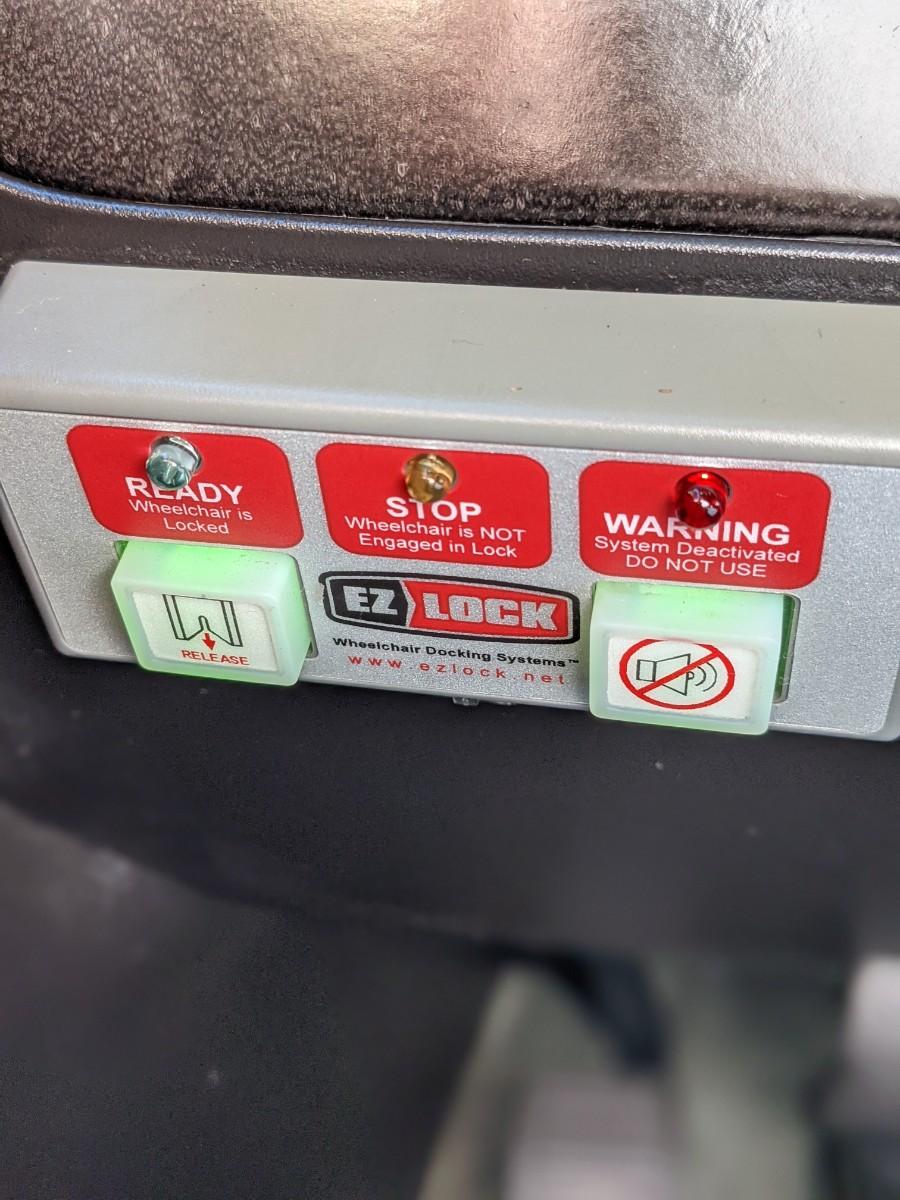 READY
Wheelchair is
Locked
STOP
Wheelchair is NOT
Engaged in Lock
WARNING
System Deactivated
DO NOT USE
RELEASE
EZ LOCK
Wheelchair Docking Systems™
www.ezlock.net